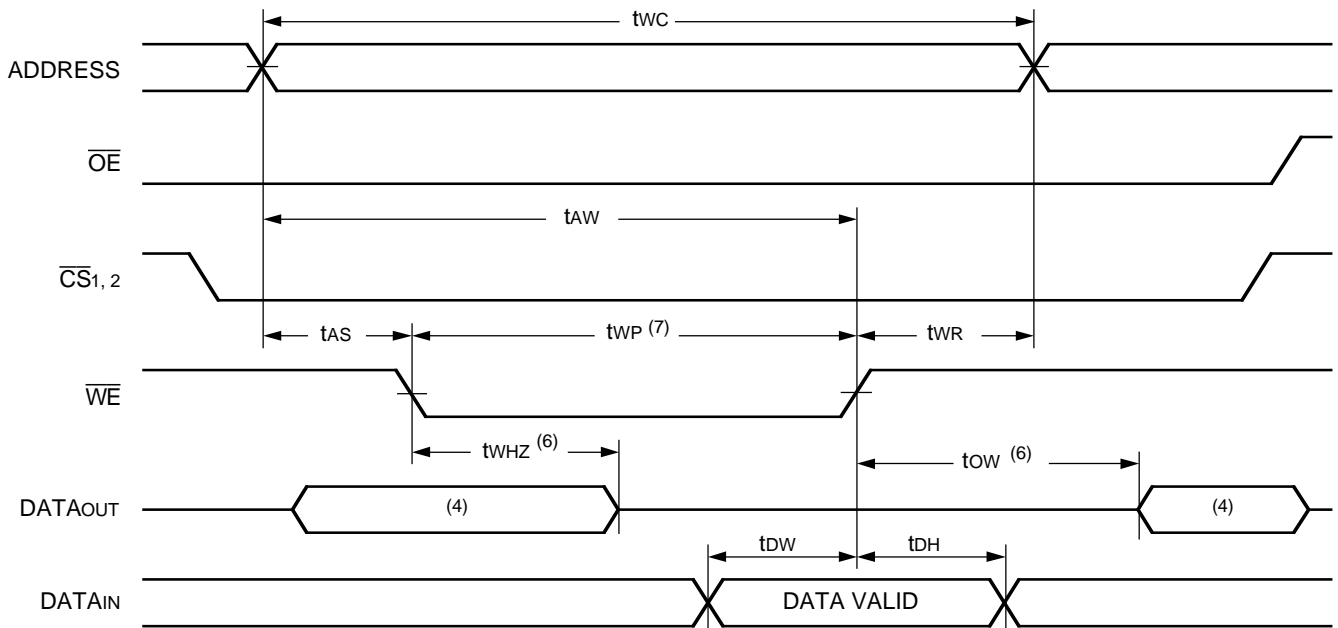 tWC
ADDRESS
OE
tAW
CS1, 2
tAS
tWP (7)
tWR
WE
tWHZ (6)
tOW (6)
DATAOUT
(4)
(4)
tDW
tDH
DATAIN
DATA VALID